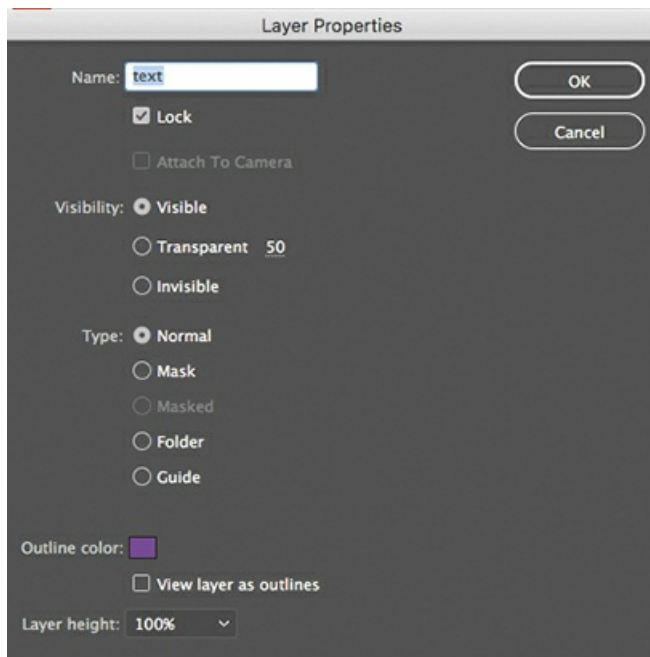 Layer Properties
Name: text
OK
Lock
Cancel
Attach To Camera
Visibility: Visible
Transparent 50
Invisible
Type: Normal
Mask
Masked
Folder
Guide
Outline color:
View layer as outlines
Layer height: 100%